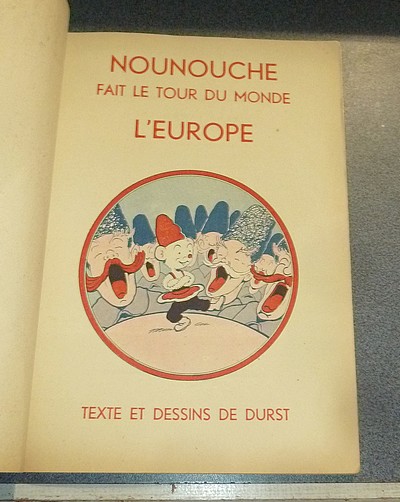 NOUNOUCHE
FAIT LE TOUR DU MONDE
L'EUROPE
TEXTE ET DESSINS DE DURST